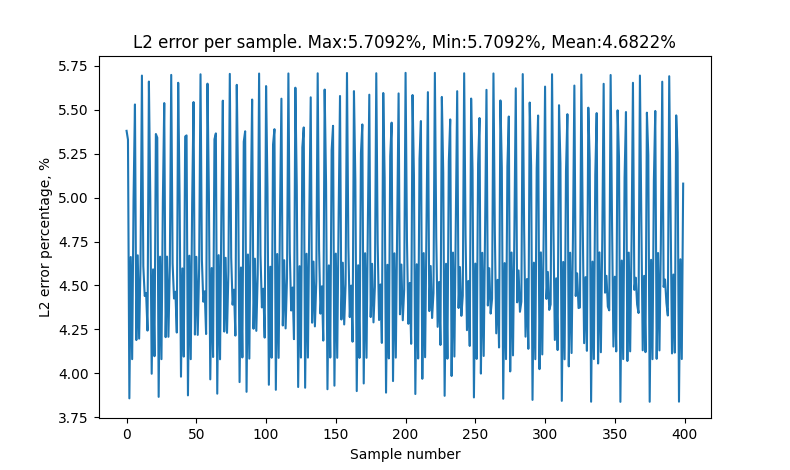 L2 error per sample. Max:5.7092%, Min:5.7092%, Mean:4.6822%
5.75
5.50
5.25
5.00
4.75
4.50
4.25
4.00
3.75
L2 error percentage, %
0 50 100 150 200 250 300 350 400
Sample number